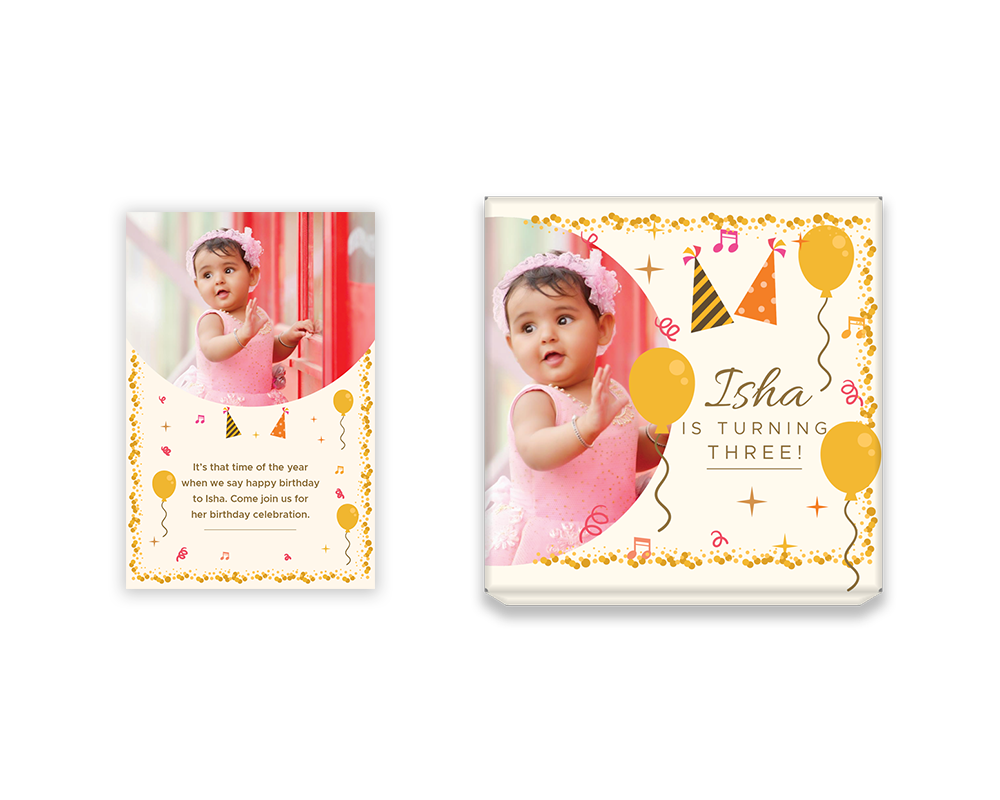 It's that time of the year
when we say happy birthday
to Isha. Come join us for
her birthday celebration.
Isha
IS TURNING
THREE!